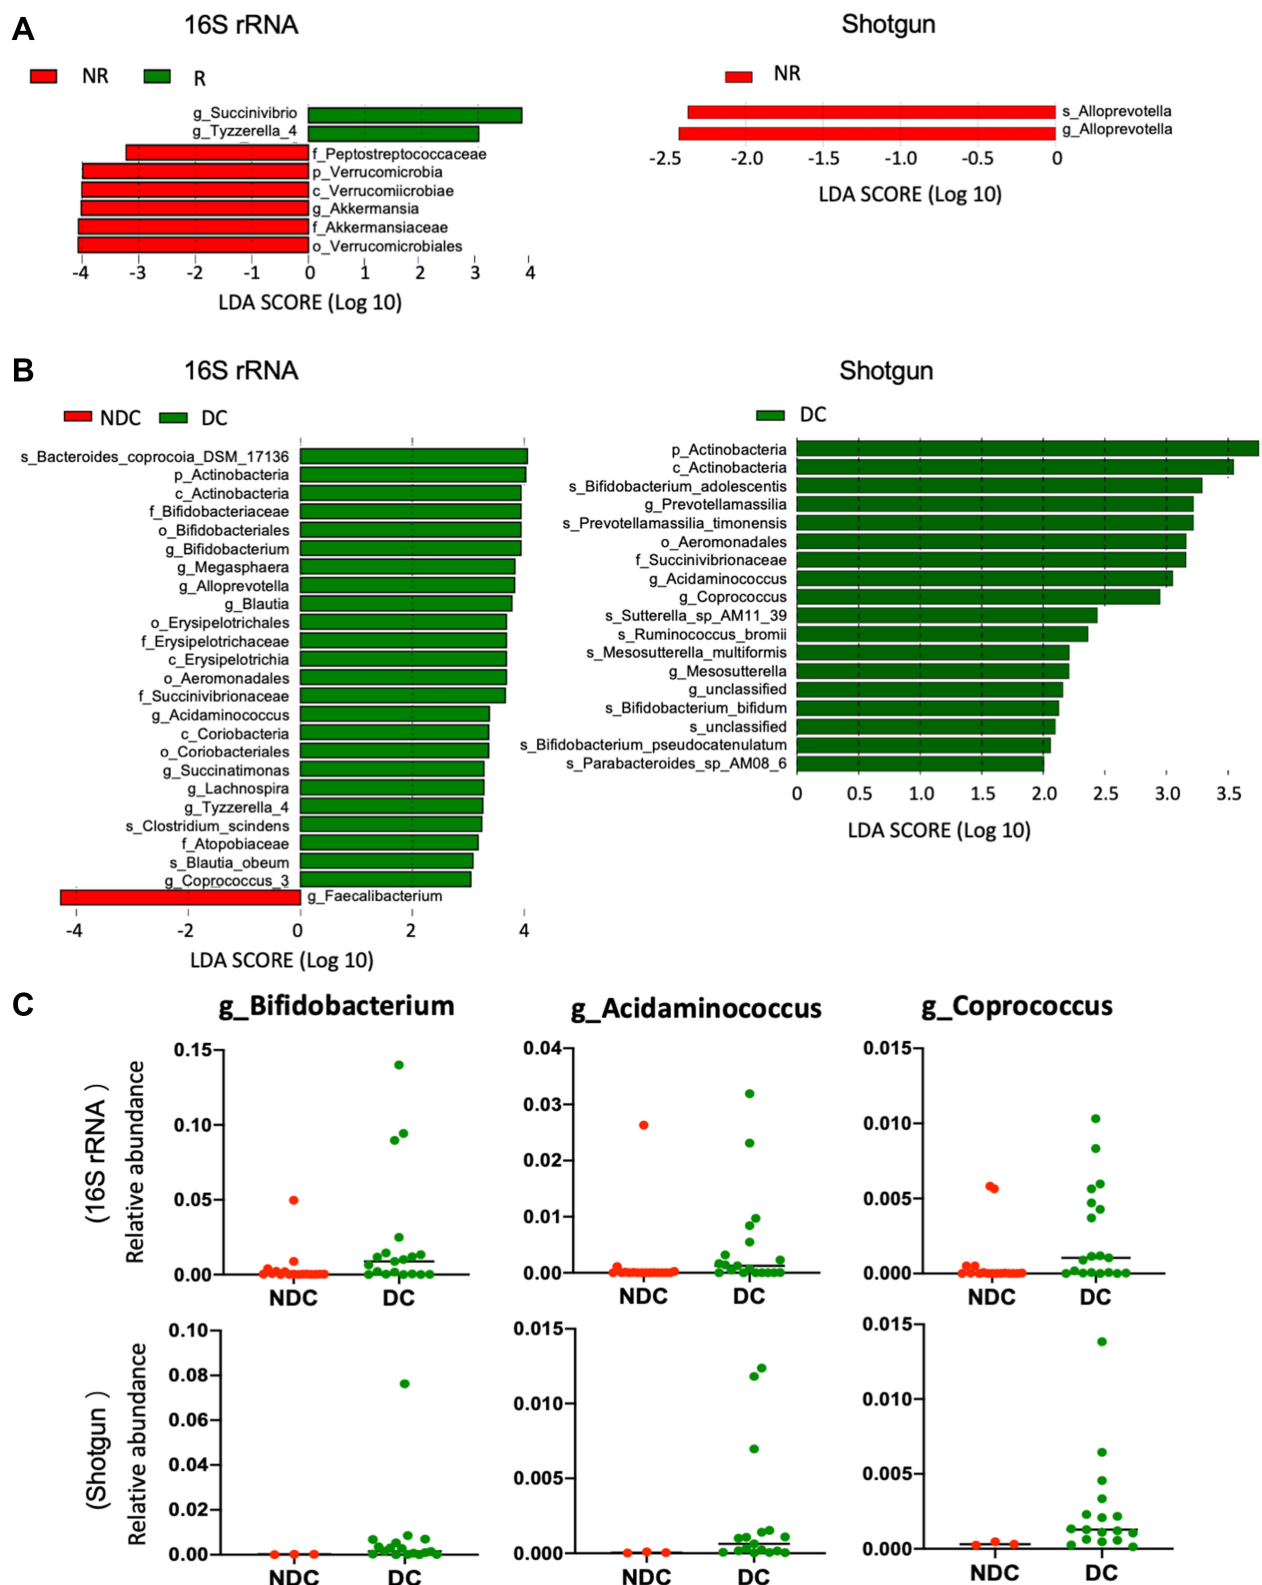 A
16S rRNA
Shotgun
NR
R
NR
g_Succinivibrio
g_Tyzzerella_4
f_Peptostreptococcaceae
p_Verrucomicrobia
c_Verrucomiicrobiae
g_Akkermansia
f_Akkermansiaceae
o_Verrucomicrobiales
-4 -3 -2 -1 0 1 2 3 4
LDA SCORE (Log 10)
s_Alloprevotella
g_Alloprevotella
-2.5 -2.0 -1.5 -1.0 -0.5 0
LDA SCORE (Log 10)
B
16S rRNA
Shotgun
NDC
DC
DC
s_Bacteroides_coprocoia_DSM_17136
p_Actinobacteria
c_Actinobacteria
f_Bifidobacteriaceae
o_Bifidobacteriales
g_Bifidobacterium
g_Megasphaera
g_Alloprevotella
g_Blautia
o_Erysipelotrichales
f_Erysipelotrichaceae
c_Erysipelotrichia
o_Aeromonadales
f_Succinivibrionaceae
g_Acidaminococcus
c_Coriobacteria
o_Coriobacteriales
g_Succinatimonas
g_Lachnospira
g_Tyzzerella_4
s_Clostridium_scindens
f_Atopobiaceae
s_Blautia_obeum
g_Coprococcus_3
g_Faecalibacterium
-4 -2 0 2 4
LDA SCORE (Log 10)
p_Actinobacteria
c_Actinobacteria
s_Bifidobacterium_adolescentis
g_Prevotellamassilia
s_Prevotellamassilia_timonensis
o_Aeromonadales
f_Succinivibrionaceae
g_Acidaminococcus
g_Coprococcus
s_Sutterella_sp_AM11_39
s_Ruminococcus_bromii
s_Mesosutterella_multiformis
g_Mesosutterella
g_unclassified
s_Bifidobacterium_bifidum
s_unclassified
s_Bifidobacterium_pseudocatenulatum
s_Parabacteroides_sp_AM08_6
0 0.5 1.0 1.5 2.0 2.5 3.0 3.5
LDA SCORE (Log 10)
C
g_Bifidobacterium
g_Acidaminococcus
g_Coprococcus
(16S rRNA )
Relative abundance
0.15
0.10
0.05
0.00
NDC DC
0.04
0.03
0.02
0.01
0.00
NDC DC
0.015
0.010
0.005
0.000
NDC DC
(Shotgun )
Relative abundance
0.10
0.08
0.06
0.04
0.02
0.00
NDC DC
0.015
0.010
0.005
0.000
NDC DC
0.015
0.010
0.005
0.000
NDC DC